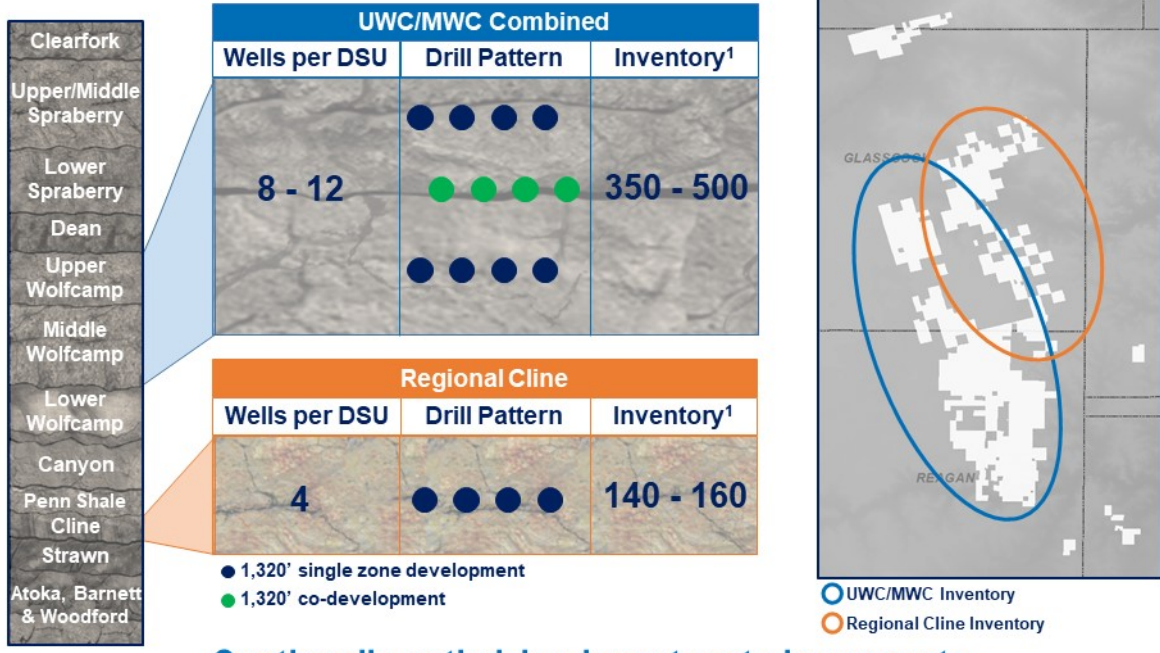 Clearfork
Upper/Middle
Spraberry
Lower
Spraberry
Dean
Upper
Wolfcamp
Middle
Wolfcamp
Lower
Wolfcamp
Canyon
Penn Shale
Cline
Strawn
Atoka, Barnett
& Woodford
UWC/MWC Combined
Wells per DSU Drill Pattern Inventory¹
8 - 12 350 - 500
Regional Cline
Wells per DSU Drill Pattern Inventory¹
4 140 - 160
1,320’ single zone development
1,320’ co-development
REAGAN
UWC/MWC Inventory
Regional Cline Inventory